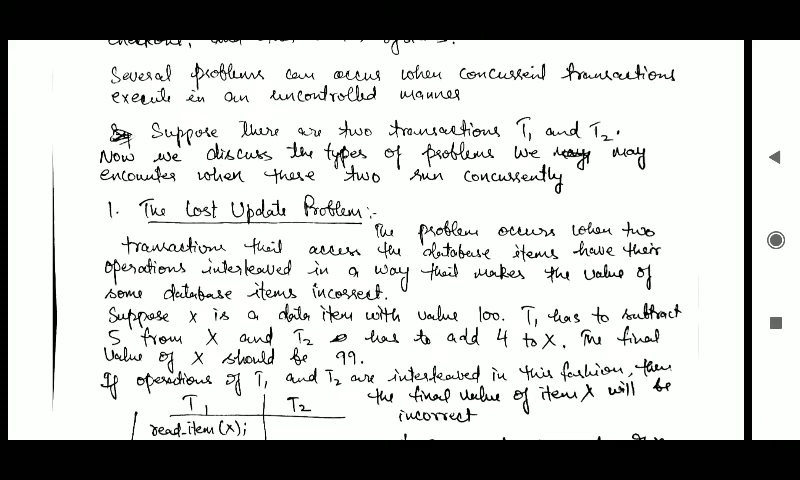 Several problems can occur when concurrent transactions
execute in an uncontrolled manner
Suppose there are two transactions T1 and T2.
Now we discuss the types of problems we may
encounter when these two run concurrently
1. The Lost Update Problem:-
The problem occurs when two
transactions that access the database items have their
operations interleaved in a way that makes the value of
some database items incorrect.
Suppose X is a data item with value 100. T1 has to subtract
5 from X and T2 has to add 4 to X. The final
value of X should be 99.
If operations of T1 and T2 are interleaved in this fashion, then
the final value of item X will be
incorrect
T1 T2
read_item(X);